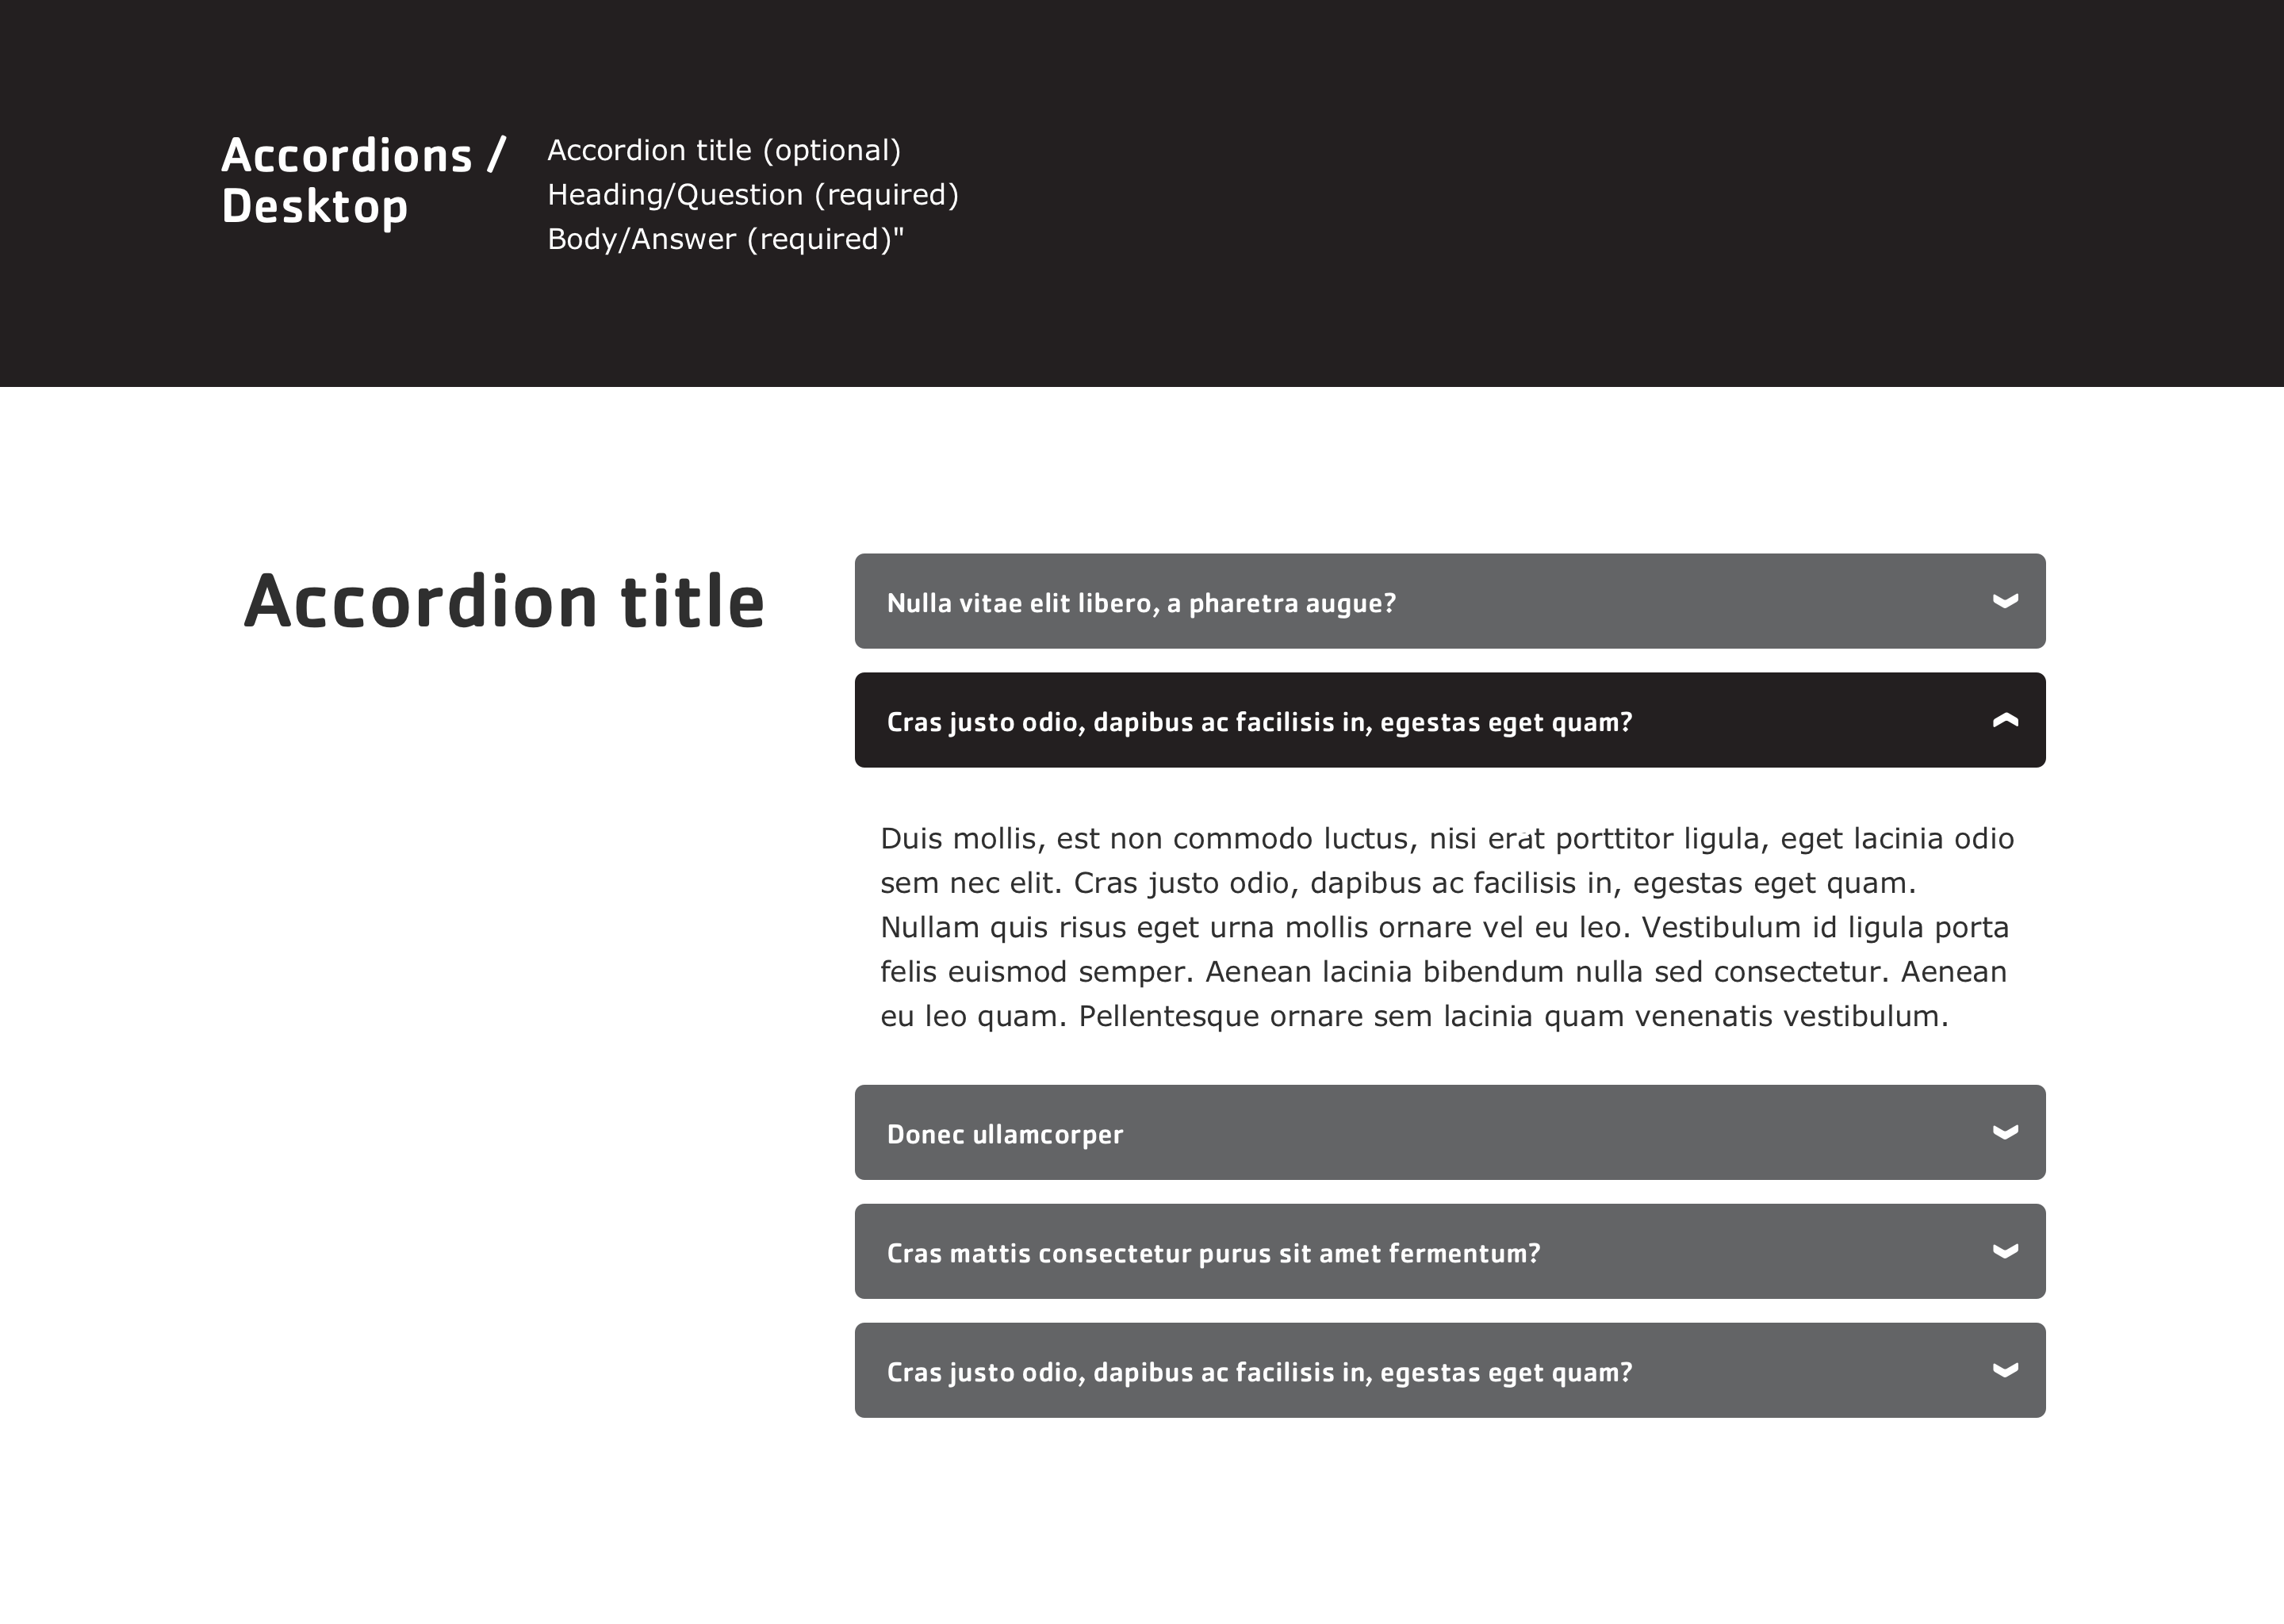 Accordions /
Desktop
Accordion title (optional)
Heading/Question (required)
Body/Answer (required)"
Accordion title
Nulla vitae elit libero, a pharetra augue?
Cras justo odio, dapibus ac facilisis in, egestas eget quam?
Duis mollis, est non commodo luctus, nisi erat porttitor ligula, eget lacinia odio
sem nec elit. Cras justo odio, dapibus ac facilisis in, egestas eget quam.
Nullam quis risus eget urna mollis ornare vel eu leo. Vestibulum id ligula porta
felis euismod semper. Aenean lacinia bibendum nulla sed consectetur. Aenean
eu leo quam. Pellentesque ornare sem lacinia quam venenatis vestibulum.
Donec ullamcorper
Cras mattis consectetur purus sit amet fermentum?
Cras justo odio, dapibus ac facilisis in, egestas eget quam?